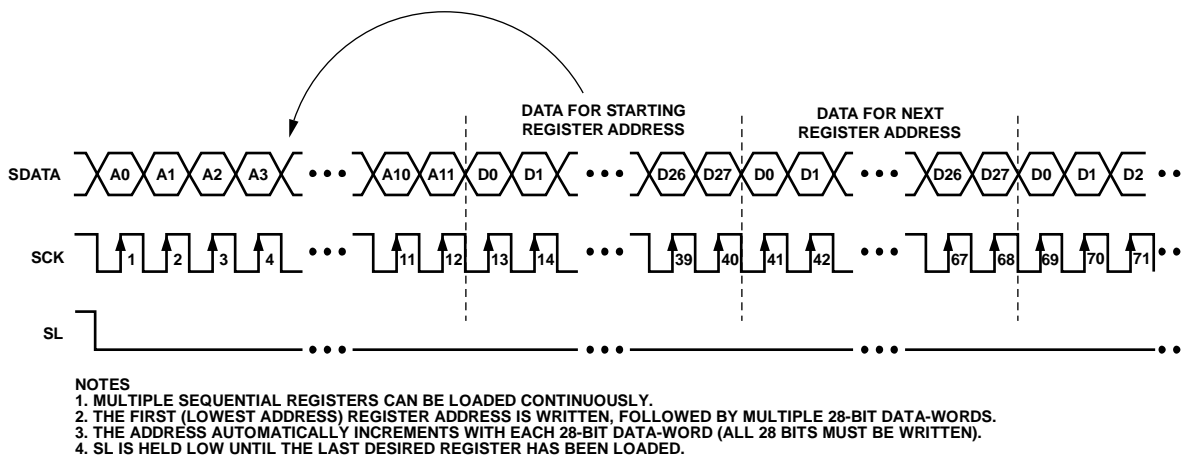 DATA FOR STARTING
REGISTER ADDRESS
DATA FOR NEXT
REGISTER ADDRESS
SDATA A0 A1 A2 A3 ••• A10 A11 D0 D1 ••• D26 D27 D0 D1 ••• D26 D27 D0 D1 D2 ••
SCK 1 2 3 4 ••• 11 12 13 14 ••• 39 40 41 42 ••• 67 68 69 70 71 ••
SL ••• ••• ••• ••
NOTES
1. MULTIPLE SEQUENTIAL REGISTERS CAN BE LOADED CONTINUOUSLY.
2. THE FIRST (LOWEST ADDRESS) REGISTER ADDRESS IS WRITTEN, FOLLOWED BY MULTIPLE 28-BIT DATA-WORDS.
3. THE ADDRESS AUTOMATICALLY INCREMENTS WITH EACH 28-BIT DATA-WORD (ALL 28 BITS MUST BE WRITTEN).
4. SL IS HELD LOW UNTIL THE LAST DESIRED REGISTER HAS BEEN LOADED.